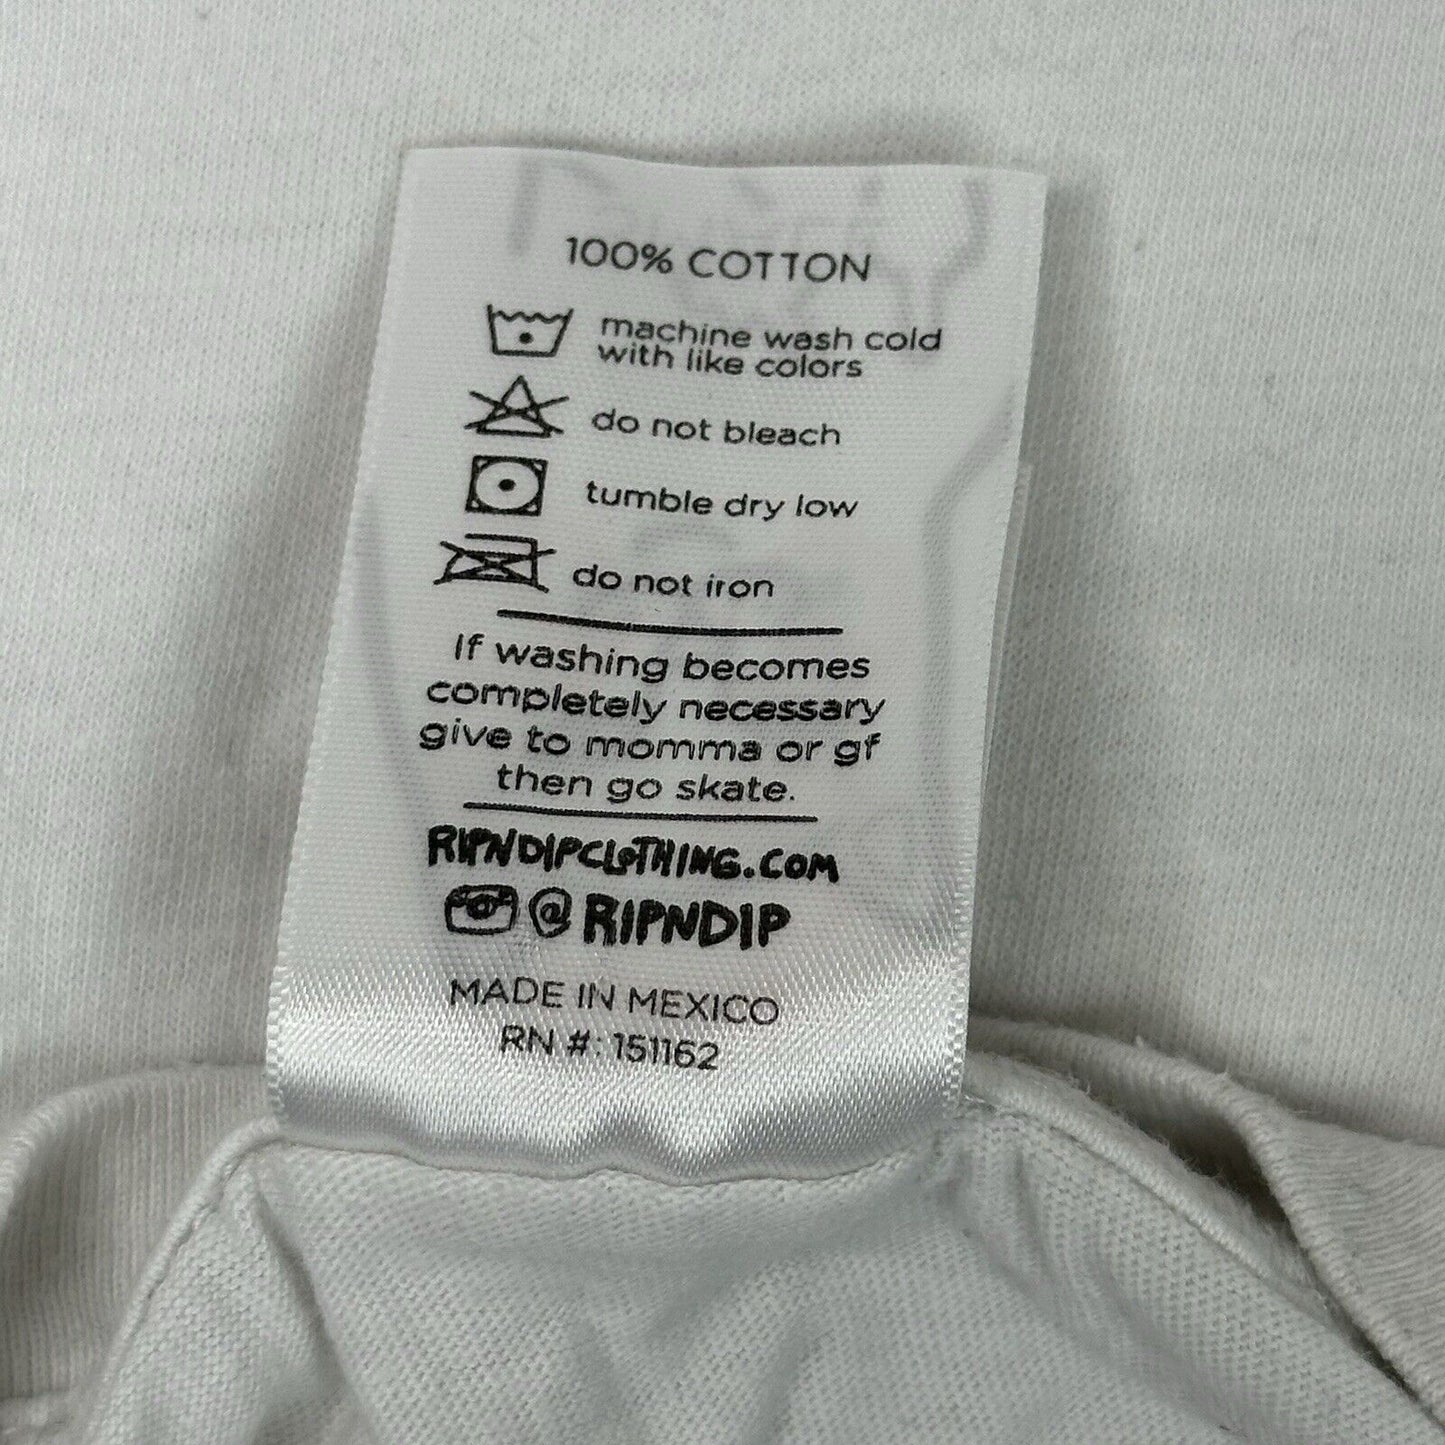 100% COTTON
machine wash cold
with like colors
do not bleach
tumble dry low
do not iron
If washing becomes
completely necessary
give to momma or gf
then go skate.
RIPNDIPCLOTHING.COM
@RIPNDIP
MADE IN MEXICO
RN #: 151162